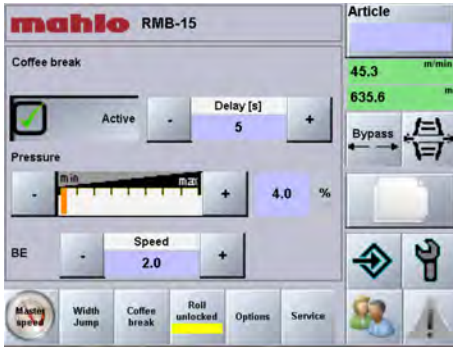 mahlo RMB-15
Article
Coffee break
45.3 m/min
635.6 m
Active
-
Delay [s]
5
+
Bypass
Pressure
-
min
max
+
4.0 %
BE
-
Speed
2.0
+
Master
speed
Width
Jump
Coffee
break
Roll
unlocked
Options
Service